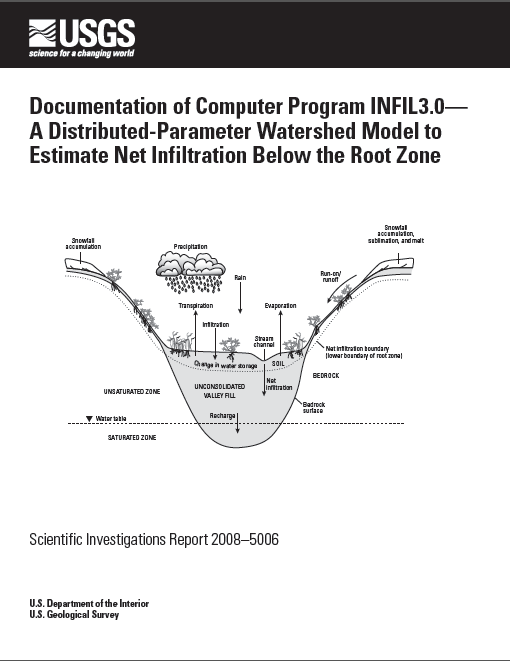 USGS
science for a changing world
Documentation of Computer Program INFIL3.0—
A Distributed-Parameter Watershed Model to
Estimate Net Infiltration Below the Root Zone
Snowfall
accumulation
Precipitation
Snowfall
accumulation,
sublimation, and melt
Rain
Run-on/
runoff
Transpiration
Evaporation
Infiltration
Stream
channel
Net infiltration boundary
(lower boundary of root zone)
Change in water storage
SOIL
BEDROCK
Net
infiltration
UNSATURATED ZONE
UNCONSOLIDATED
VALLEY FILL
Bedrock
surface
Recharge
Water table
SATURATED ZONE
Scientific Investigations Report 2008–5006
U.S. Department of the Interior
U.S. Geological Survey